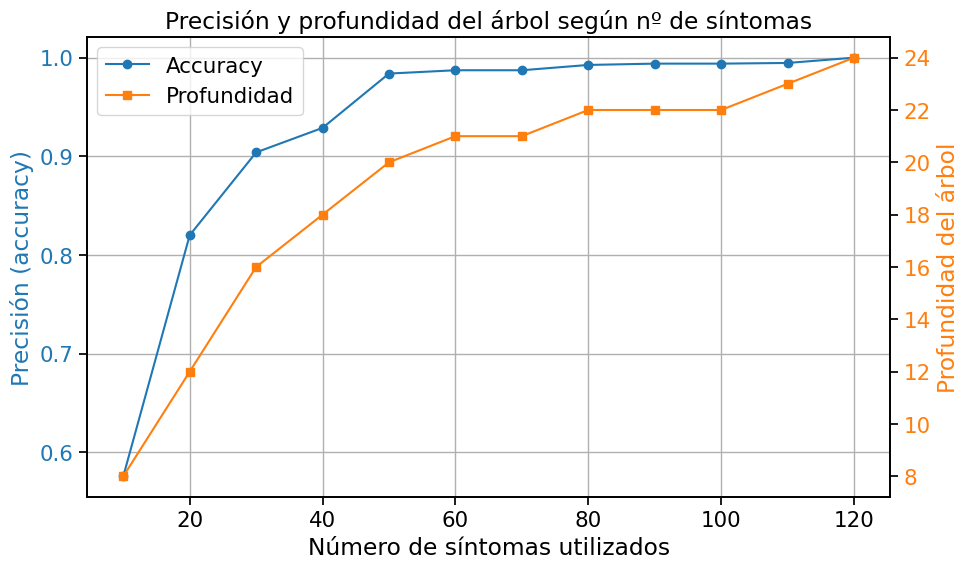 Precisión y profundidad del árbol según nº de síntomas
Accuracy
Profundidad
Precisión (accuracy)
1.0
0.9
0.8
0.7
0.6
24
22
20
18
16
14
12
10
8
Profundidad del árbol
20 40 60 80 100 120
Número de síntomas utilizados